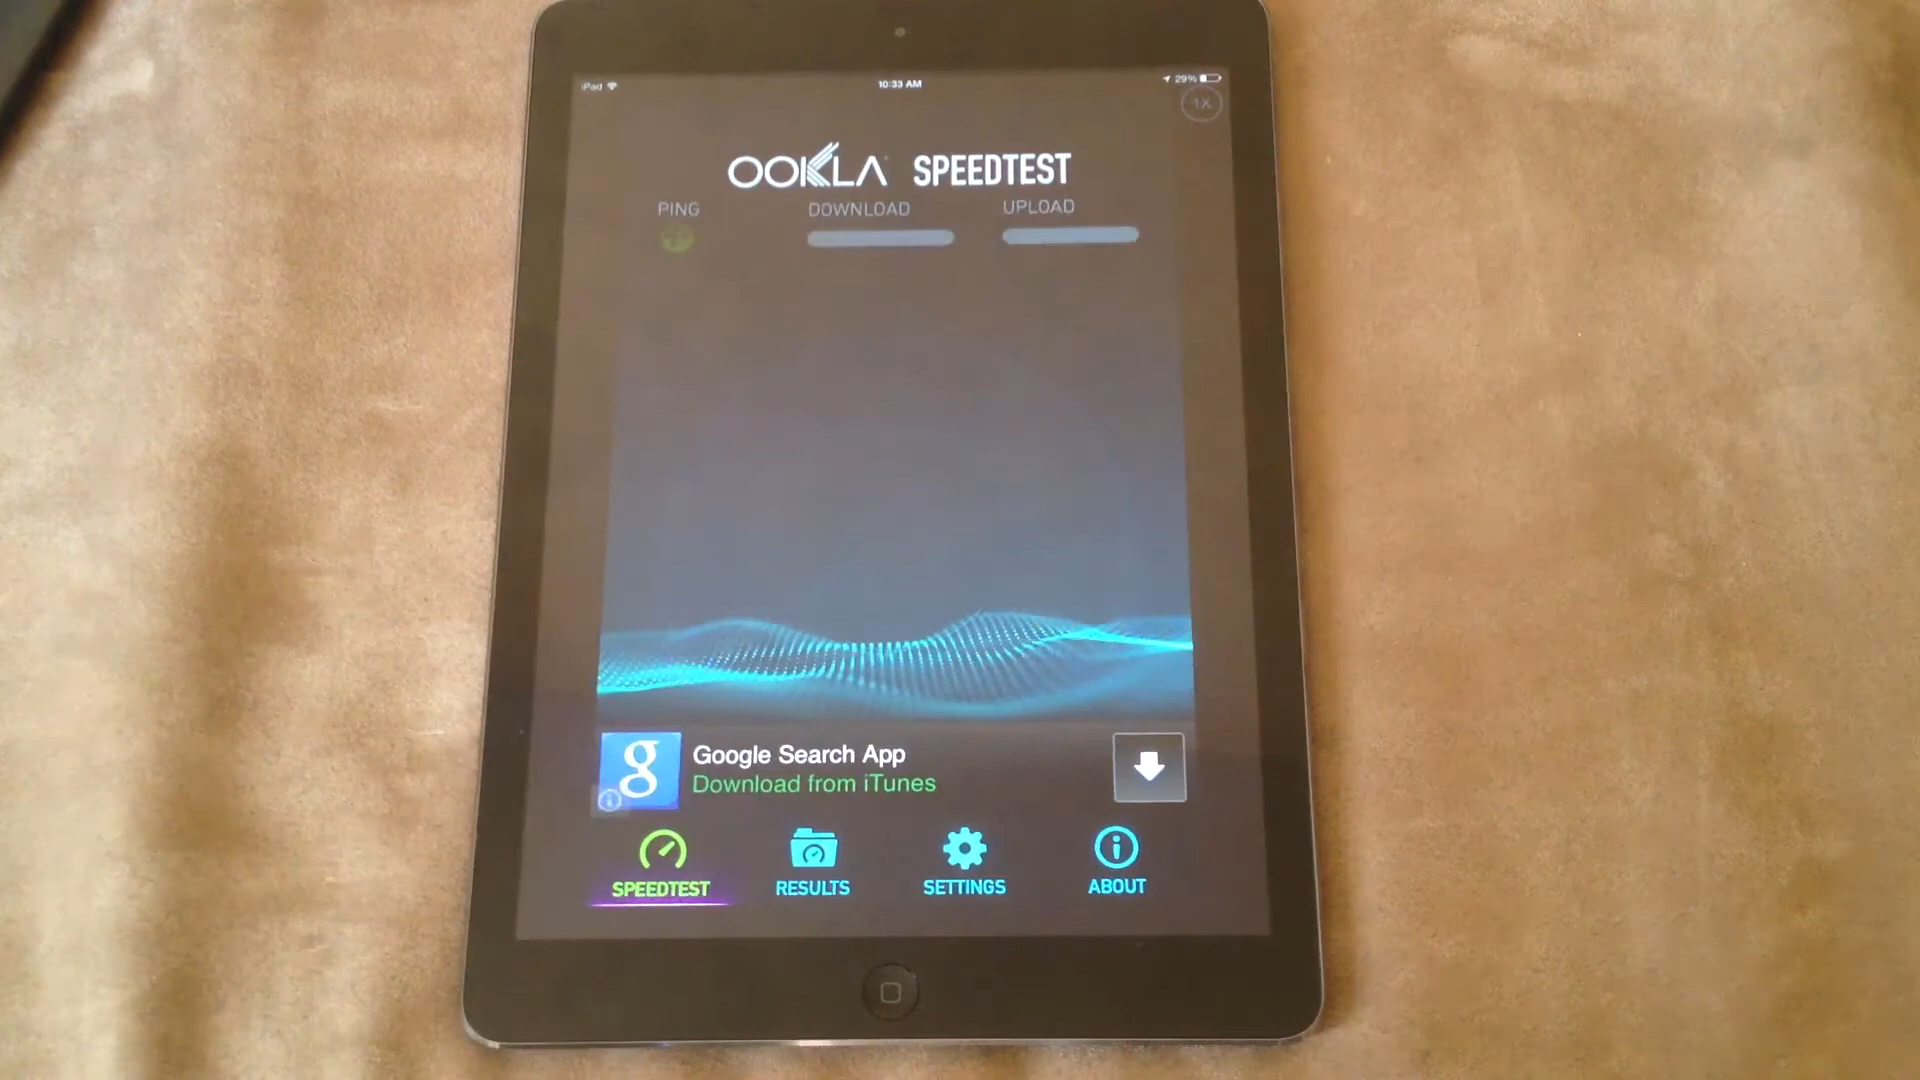 iPad
10:33 AM
29%
1X
OOKLA SPEEDTEST
PING
DOWNLOAD
UPLOAD
g
Google Search App
Download from iTunes
SPEEDTEST
RESULTS
SETTINGS
ABOUT